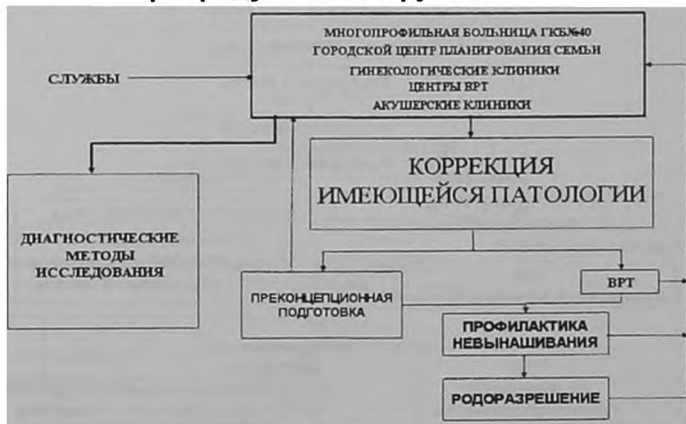 МНОГОПРОФИЛЬНАЯ БОЛЬНИЦА ГКБ№40
ГОРОДСКОЙ ЦЕНТР ПЛАНИРОВАНИЯ СЕМЬИ
ГИНЕКОЛОГИЧЕСКИЕ КЛИНИКИ
ЦЕНТРЫ ВРТ
АКУШЕРСКИЕ КЛИНИКИ
СЛУЖБЫ
КОРРЕКЦИЯ
ИМЕЮЩЕЙСЯ ПАТОЛОГИИ
ДИАГНОСТИЧЕСКИЕ
МЕТОДЫ
ИССЛЕДОВАНИЯ
ПРЕКОНЦЕПЦИОННАЯ
ПОДГОТОВКА
ВРТ
ПРОФИЛАКТИКА
НЕВЫНАШИВАНИЯ
РОДОРАЗРЕШЕНИЕ